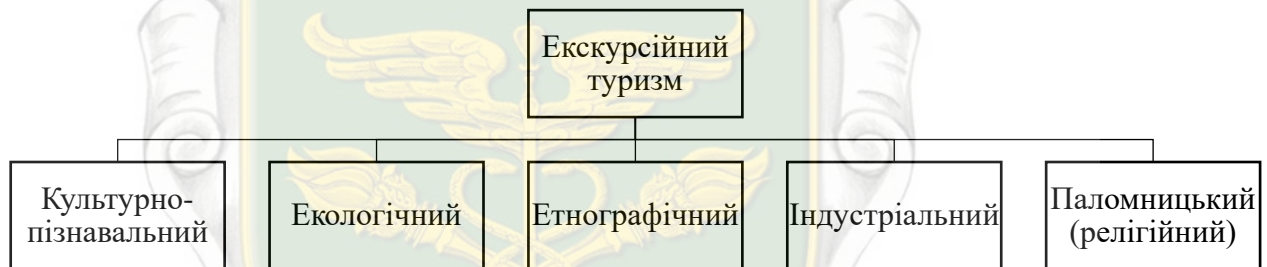 Екскурсійний
туризм
Культурно-
пізнавальний
Екологічний
Етнографічний
Індустріальний
Паломницький
(релігійний)